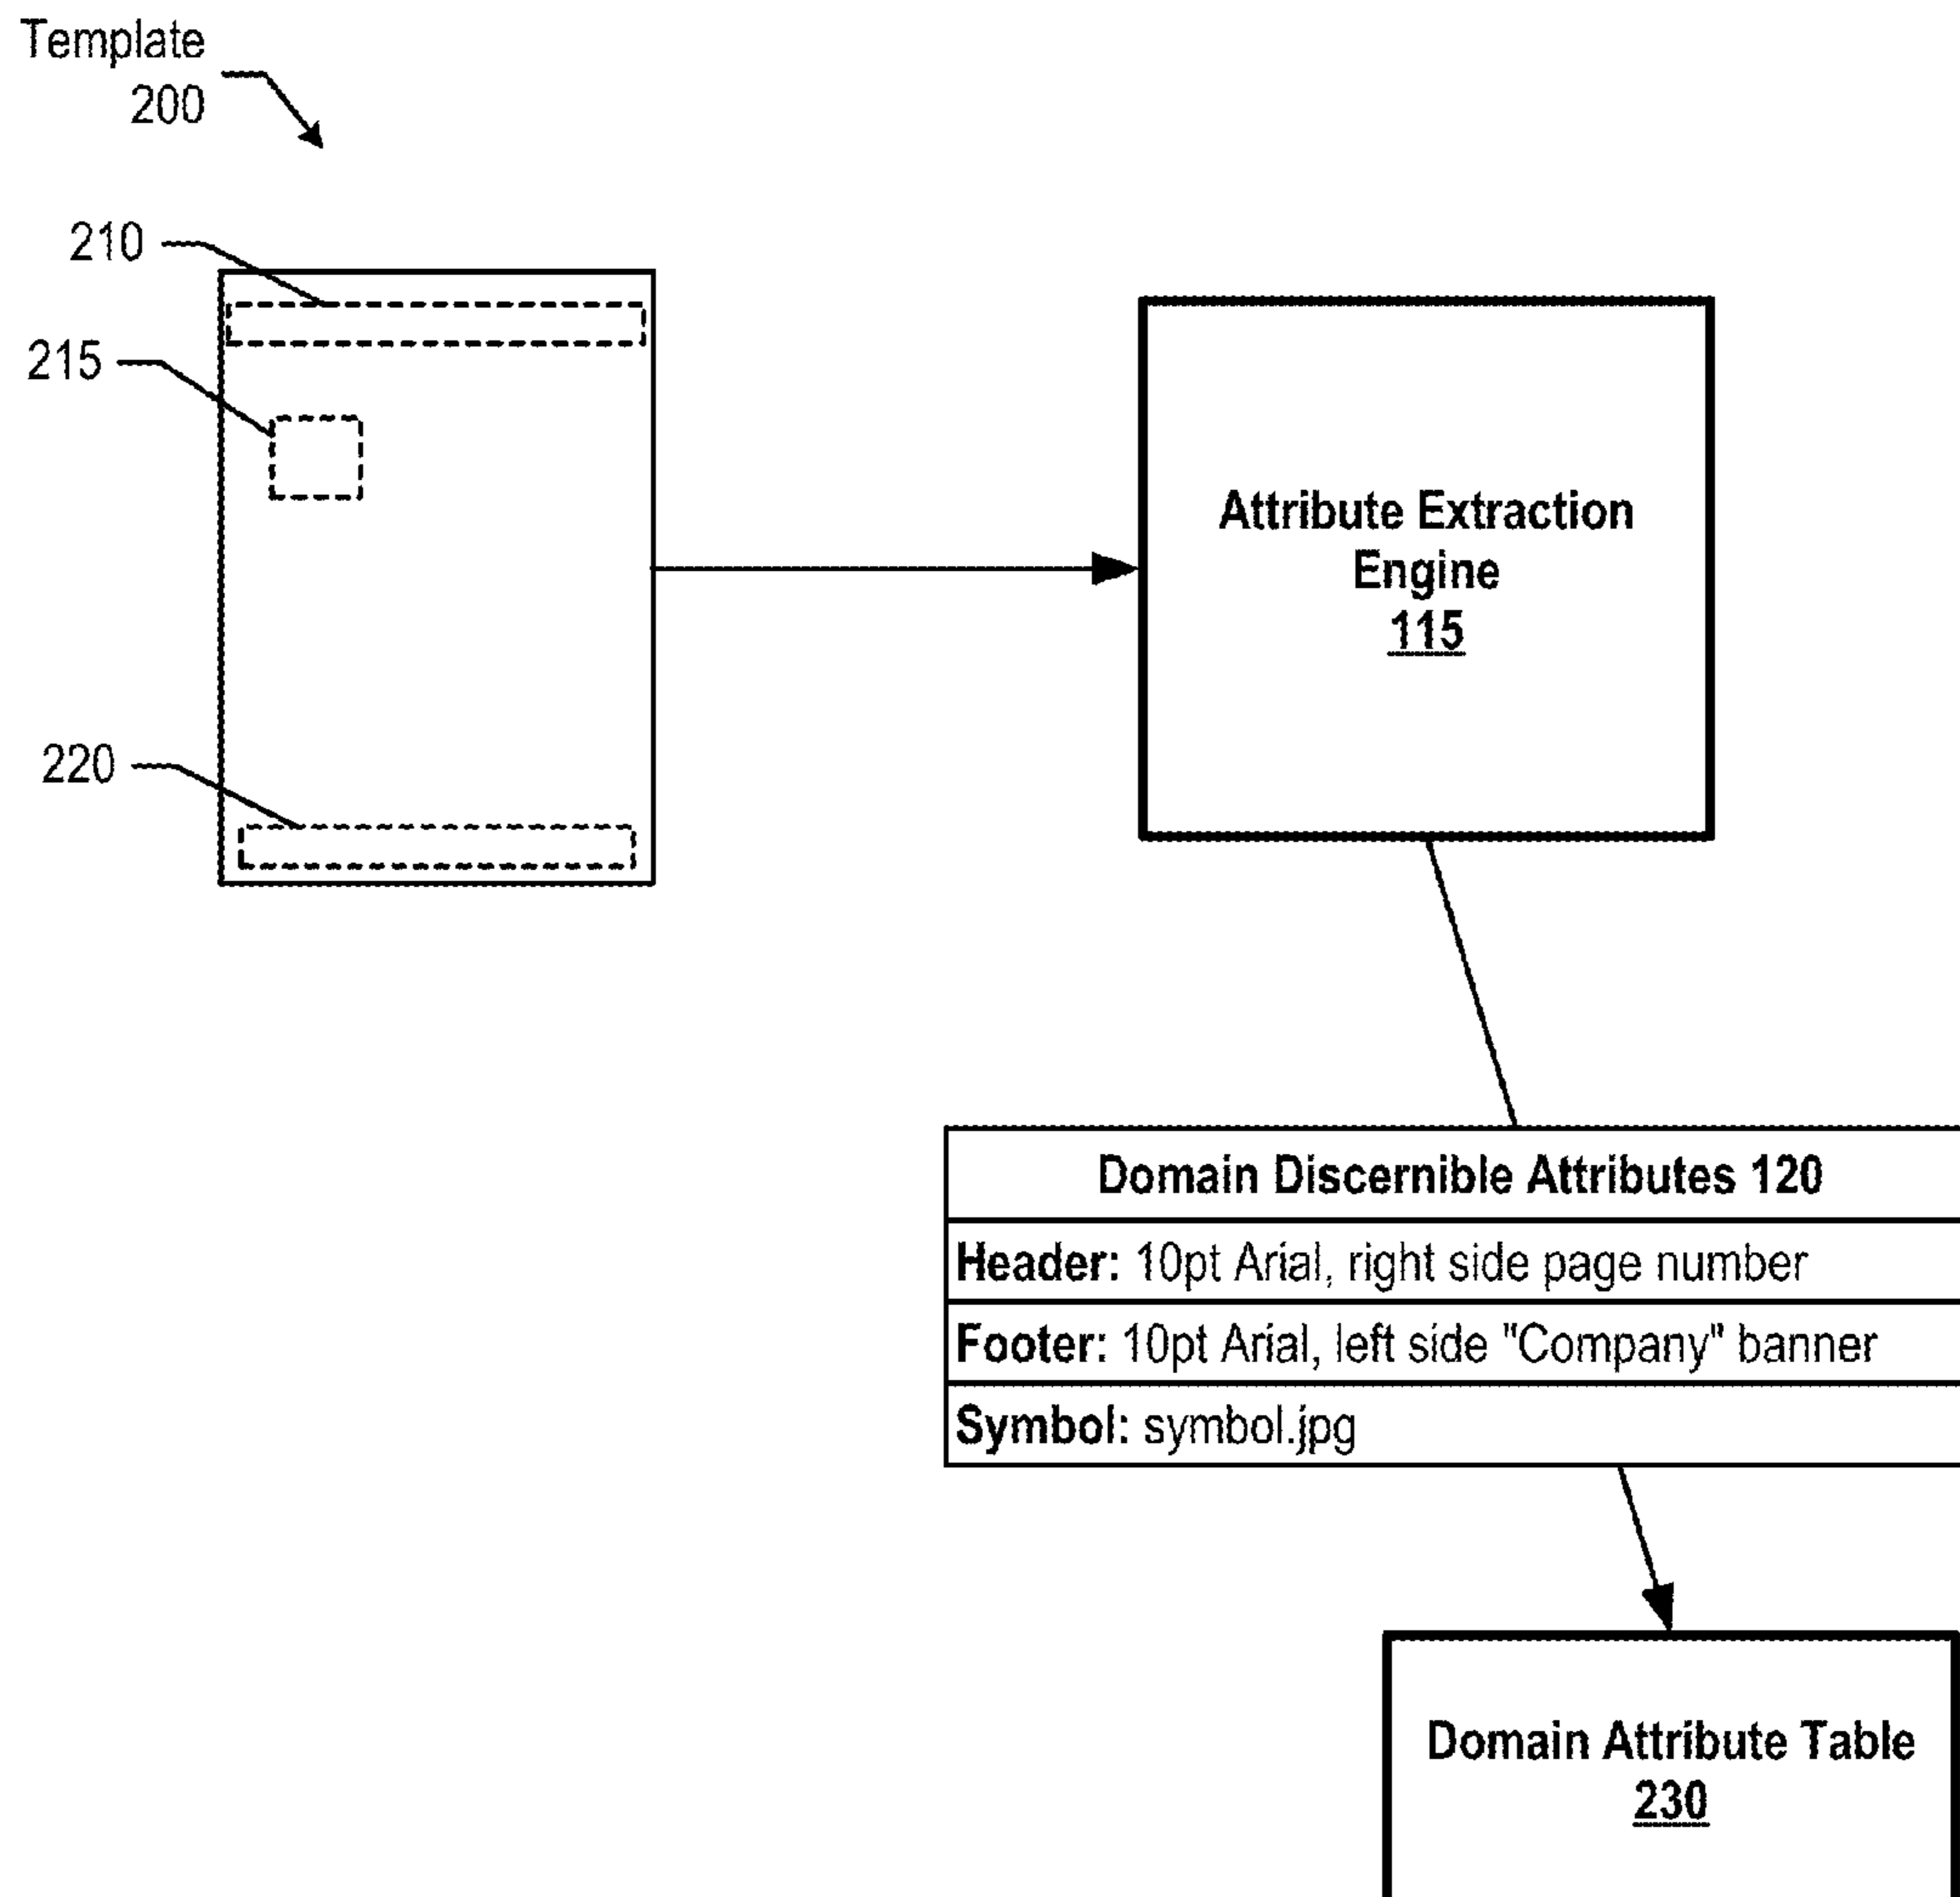 Template
200
210
215
220
Attribute Extraction
Engine
115
Domain Discernible Attributes 120
Header: 10pt Arial, right side page number
Footer: 10pt Arial, left side "Company" banner
Symbol: symbol.jpg
Domain Attribute Table
230